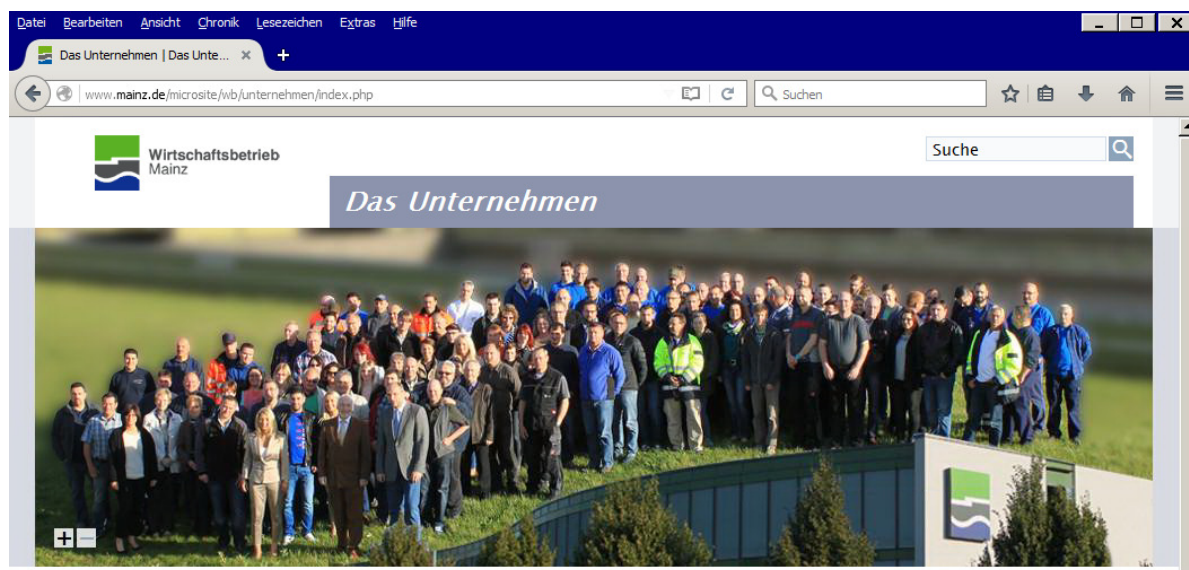 Datei Bearbeiten Ansicht Chronik Lesezeichen Extras Hilfe
Das Unternehmen | Das Unte...
www.mainz.de/microsite/wb/unternehmen/index.php
Suchen
Wirtschaftsbetrieb
Mainz
Suche
Das Unternehmen